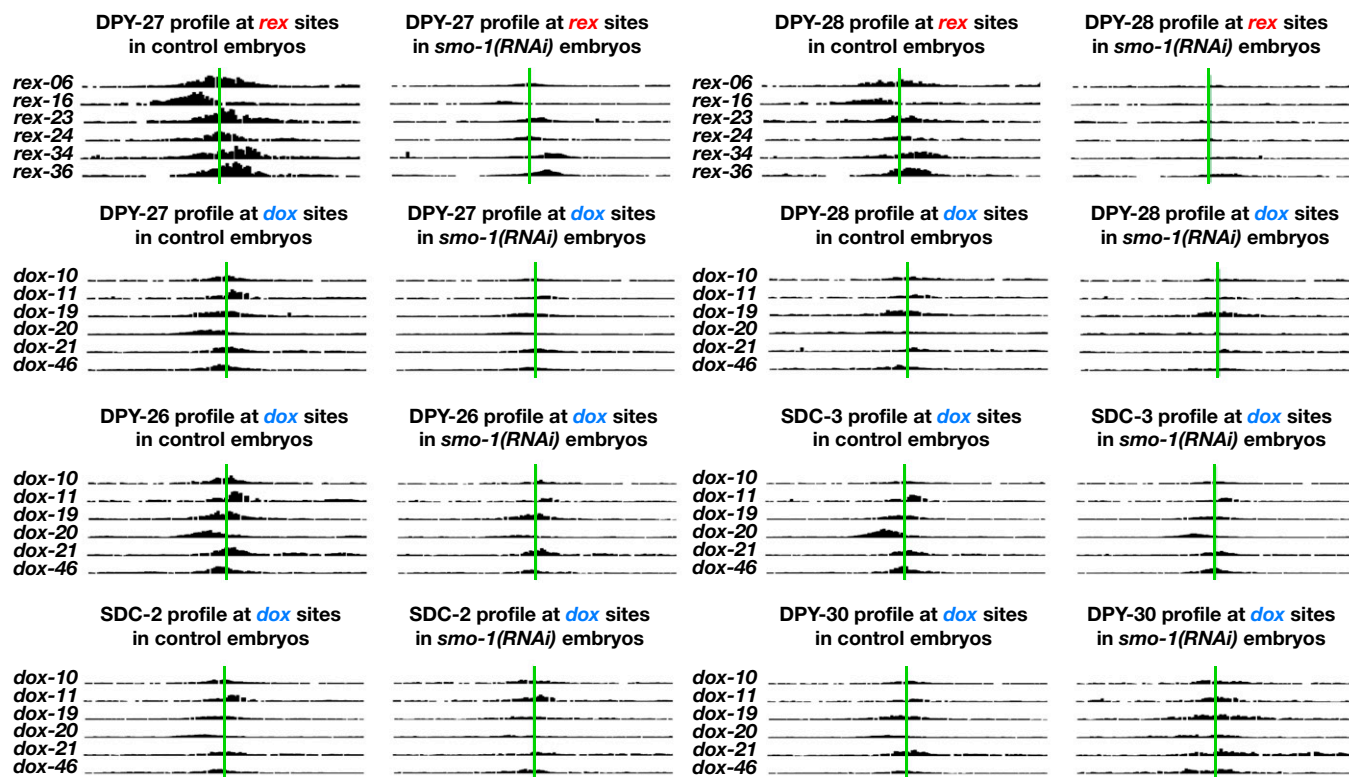 DPY-27 profile at rex sites
in control embryos
DPY-27 profile at rex sites
in smo-1(RNAi) embryos
DPY-28 profile at rex sites
in control embryos
DPY-28 profile at rex sites
in smo-1(RNAi) embryos
rex-06
rex-16
rex-23
rex-24
rex-34
rex-36
rex-06
rex-16
rex-23
rex-24
rex-34
rex-36
DPY-27 profile at dox sites
in control embryos
DPY-27 profile at dox sites
in smo-1(RNAi) embryos
DPY-28 profile at dox sites
in control embryos
DPY-28 profile at dox sites
in smo-1(RNAi) embryos
dox-10
dox-11
dox-19
dox-20
dox-21
dox-46
dox-10
dox-11
dox-19
dox-20
dox-21
dox-46
DPY-26 profile at dox sites
in control embryos
DPY-26 profile at dox sites
in smo-1(RNAi) embryos
SDC-3 profile at dox sites
in control embryos
SDC-3 profile at dox sites
in smo-1(RNAi) embryos
dox-10
dox-11
dox-19
dox-20
dox-21
dox-46
dox-10
dox-11
dox-19
dox-20
dox-21
dox-46
SDC-2 profile at dox sites
in control embryos
SDC-2 profile at dox sites
in smo-1(RNAi) embryos
DPY-30 profile at dox sites
in control embryos
DPY-30 profile at dox sites
in smo-1(RNAi) embryos
dox-10
dox-11
dox-19
dox-20
dox-21
dox-46
dox-10
dox-11
dox-19
dox-20
dox-21
dox-46